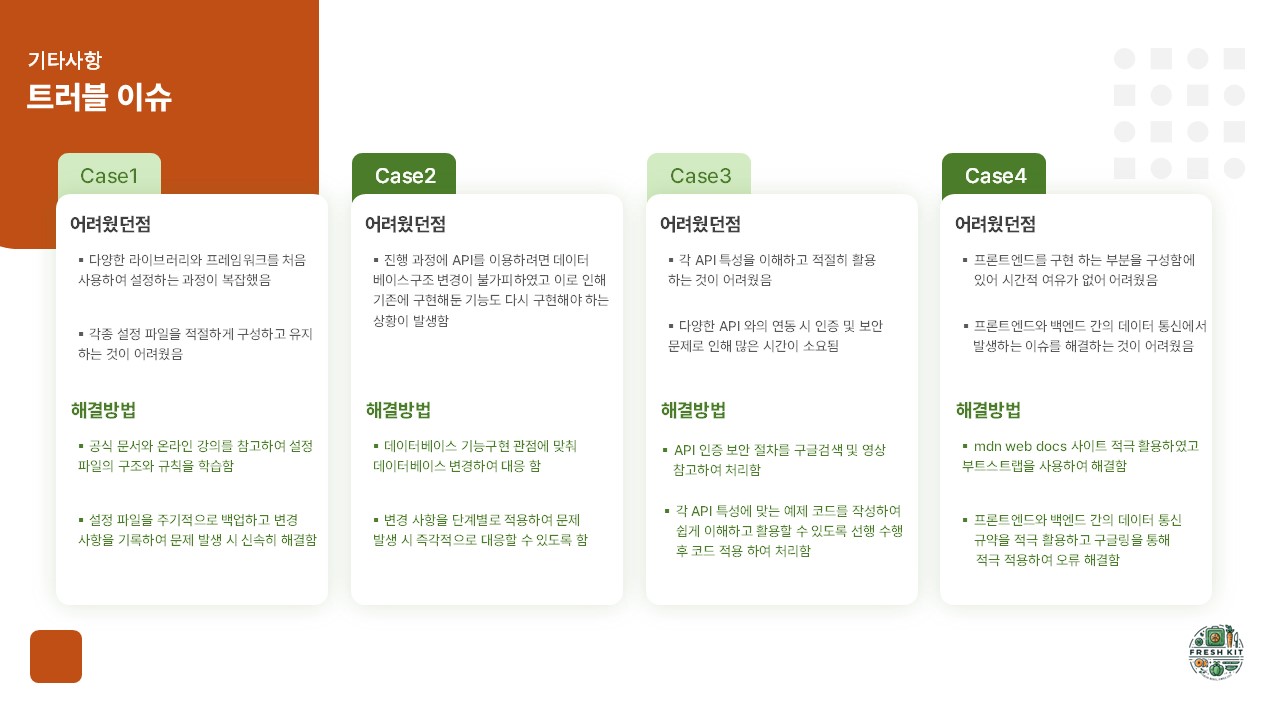 기타사항
트러블 이슈
Case1
어려웠던점
▪ 다양한 라이브러리와 프레임워크를 처음
사용하여 설정하는 과정이 복잡했음
▪ 각종 설정 파일을 적절하게 구성하고 유지
하는 것이 어려웠음
해결방법
▪ 공식 문서와 온라인 강의를 참고하여 설정
파일의 구조와 규칙을 학습함
▪ 설정 파일을 주기적으로 백업하고 변경
사항을 기록하여 문제 발생 시 신속히 해결함
Case2
어려웠던점
▪ 진행 과정에 API를 이용하려면 데이터
베이스구조 변경이 불가피하였고 이로 인해
기존에 구현해둔 기능도 다시 구현해야 하는
상황이 발생함
해결방법
▪ 데이터베이스 기능구현 관점에 맞춰
데이터베이스 변경하여 대응 함
▪ 변경 사항을 단계별로 적용하여 문제
발생 시 즉각적으로 대응할 수 있도록 함
Case3
어려웠던점
▪ 각 API 특성을 이해하고 적절히 활용
하는 것이 어려웠음
▪ 다양한 API 와의 연동 시 인증 및 보안
문제로 인해 많은 시간이 소요됨
해결방법
▪ API 인증 보안 절차를 구글검색 및 영상
참고하여 처리함
▪ 각 API 특성에 맞는 예제 코드를 작성하여
쉽게 이해하고 활용할 수 있도록 선행 수행
후 코드 적용 하여 처리함
Case4
어려웠던점
▪ 프론트엔드를 구현 하는 부분을 구성함에
있어 시간적 여유가 없어 어려웠음
▪ 프론트엔드와 백엔드 간의 데이터 통신에서
발생하는 이슈를 해결하는 것이 어려웠음
해결방법
▪ mdn web docs 사이트 적극 활용하였고
부트스트랩을 사용하여 해결함
▪ 프론트엔드와 백엔드 간의 데이터 통신
규약을 적극 활용하고 구글링을 통해
적극 적용하여 오류 해결함
FRESH KIT